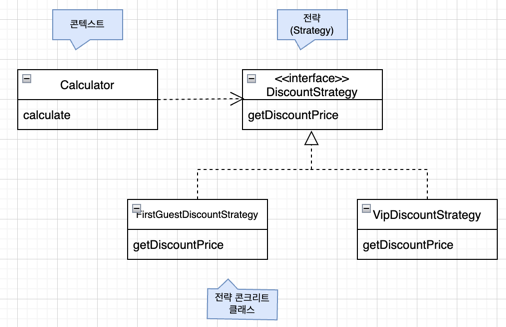 콘텍스트
전략
(Strategy)
Calculator
calculate
<<interface>>
DiscountStrategy
getDiscountPrice
FirstGuestDiscountStrategy
getDiscountPrice
VipDiscountStrategy
getDiscountPrice
전략 콘크리트
클래스